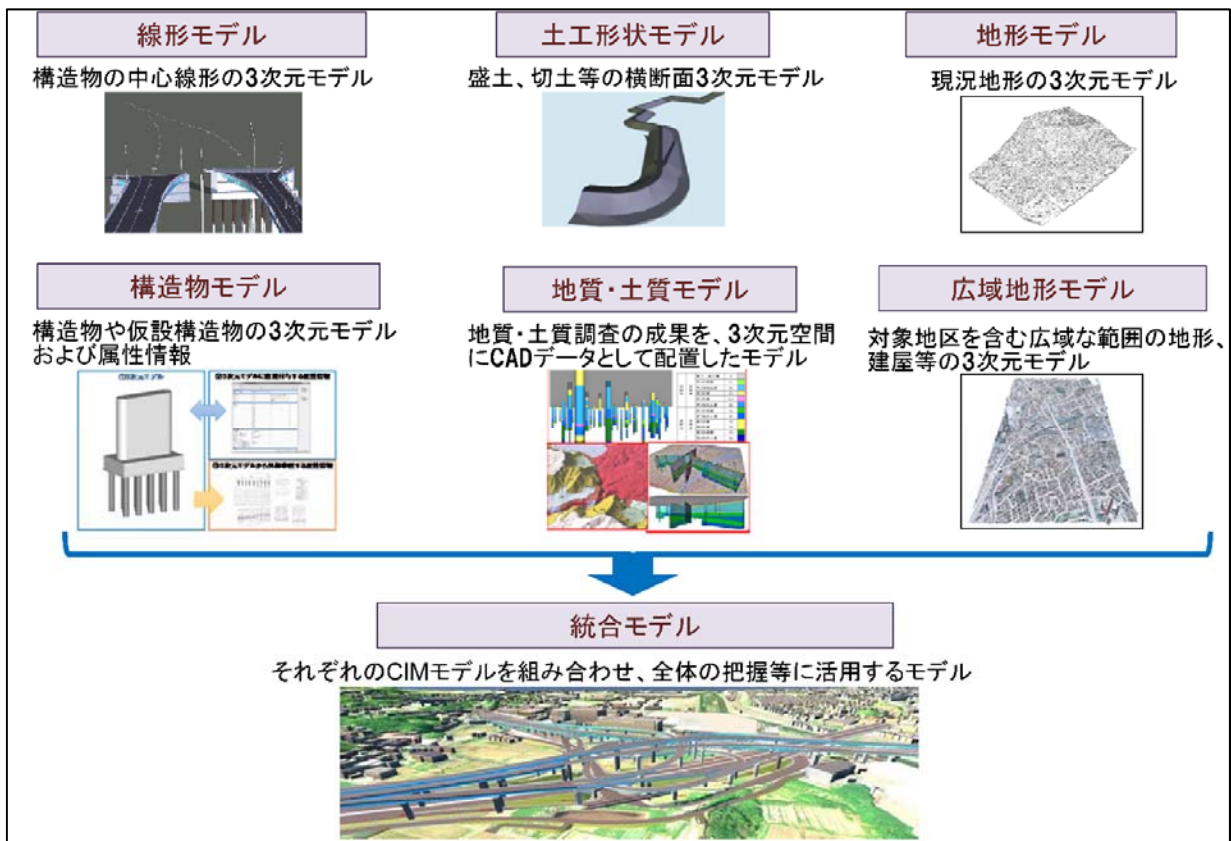 線形モデル
構造物の中心線形の3次元モデル
土工形状モデル
盛土、切土等の横断面3次元モデル
地形モデル
現況地形の3次元モデル
構造物モデル
構造物や仮設構造物の3次元モデル
および属性情報
地質・土質モデル
地質・土質調査の成果を、3次元空間
にCADデータとして配置したモデル
広域地形モデル
対象地区を含む広域な範囲の地形、
建屋等の3次元モデル
統合モデル
それぞれのCIMモデルを組み合わせ、全体の把握等に活用するモデル